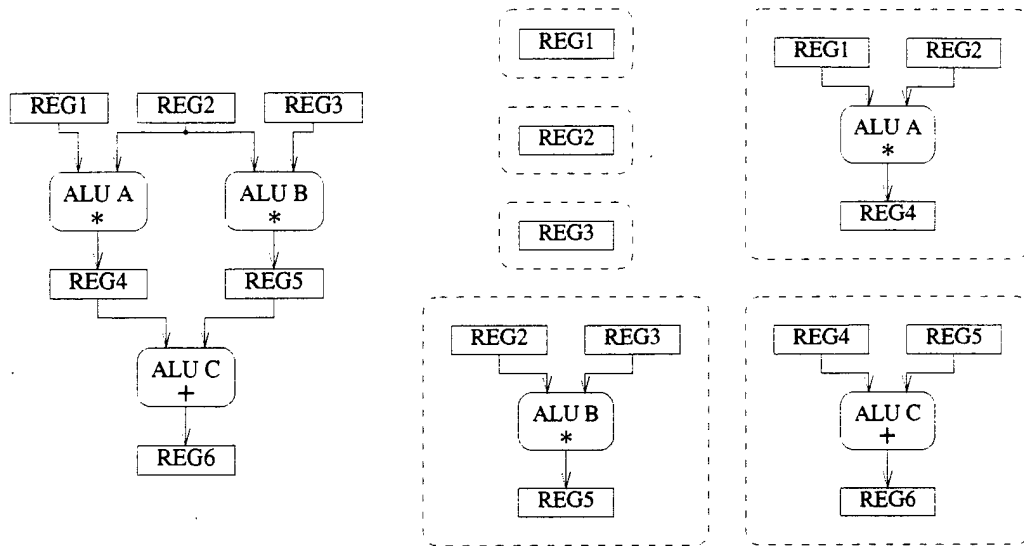 REG1 REG2 REG3
ALU A ALU B
* *
REG4 REG5
ALU C
+
REG6
REG1
REG2
REG3
REG1 REG2
ALU A
*
REG4
REG2 REG3
ALU B
*
REG5
REG4 REG5
ALU C
+
REG6